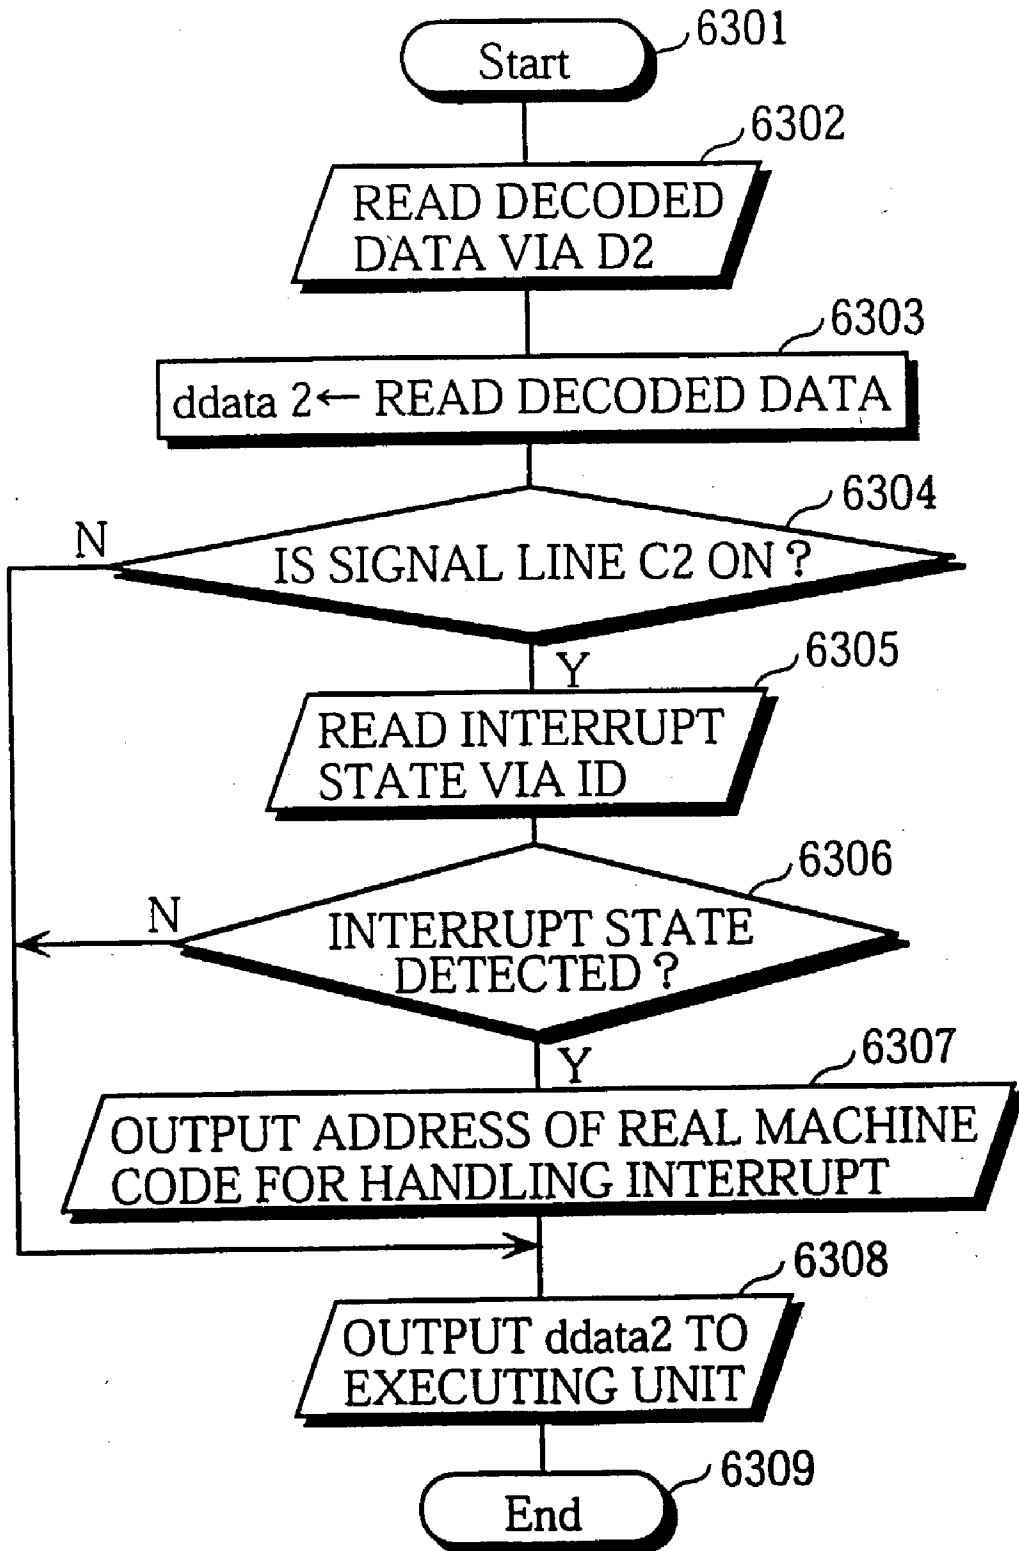 6301
Start
6302
READ DECODED
DATA VIA D2
6303
ddata 2← READ DECODED DATA
6304
N
IS SIGNAL LINE C2 ON ?
Y
6305
READ INTERRUPT
STATE VIA ID
6306
N
INTERRUPT STATE
DETECTED ?
Y
6307
OUTPUT ADDRESS OF REAL MACHINE
CODE FOR HANDLING INTERRUPT
6308
OUTPUT ddata2 TO
EXECUTING UNIT
6309
End